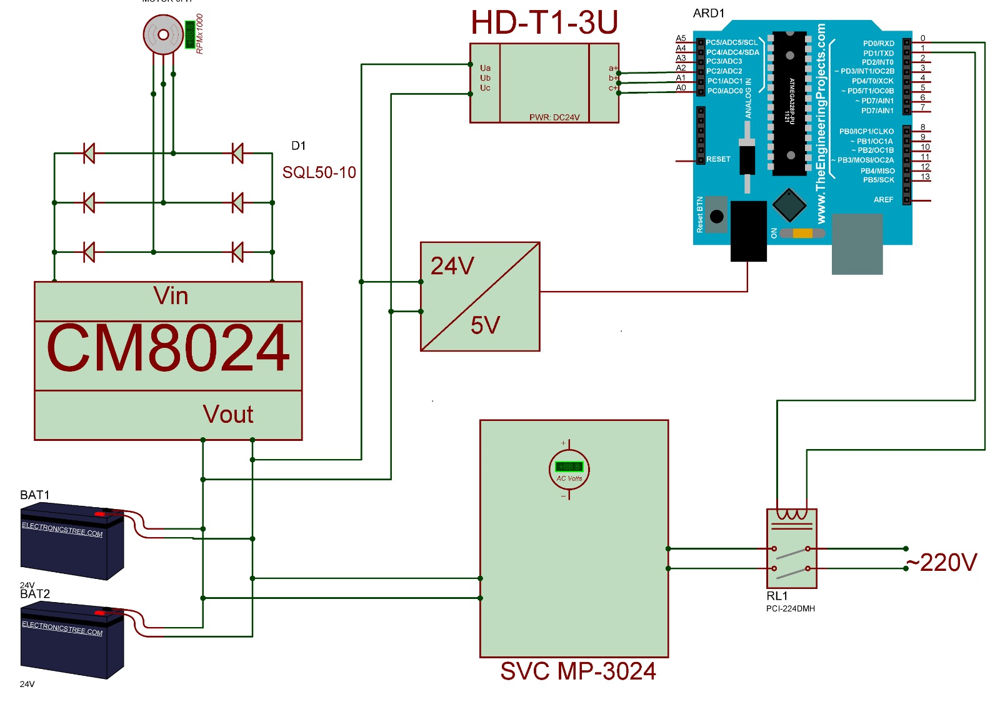 RPMx1000
D1
SQL50-10
Vin
CM8024
Vout
BAT1
ELECTRONICSTREE.COM
24V
BAT2
ELECTRONICSTREE.COM
24V
HD-T1-3U
Ua
Ub
Uc
a+
b+
c+
PWR: DC24V
24V
5V
+
+88.8
AC Volts
–
SVC MP-3024
ARD1
A5
A4
A3
A2
A1
A0
PC5/ADC5/SCL
PC4/ADC4/SDA
PC3/ADC3
PC2/ADC2
PC1/ADC1
PC0/ADC0
ANALOG IN
RESET
Reset BTN
ATMEGA328P-PU
1121
ON
www.TheEngineeringProjects.com
PD0/RXD 0
PD1/TXD 1
PD2/INT0 2
~ PD3/INT1/OC2B 3
PD4/T0/XCK 4
~ PD5/T1/OC0B 5
~ PD7/AIN1 6
PD7/AIN1 7
PB0/ICP1/CLKO 8
~ PB1/OC1A 9
~ PB2/OC1B 10
~ PB3/MOSI/OC2A 11
PB4/MISO 12
PB5/SCK 13
AREF
~220V
RL1
PCI-224DMH